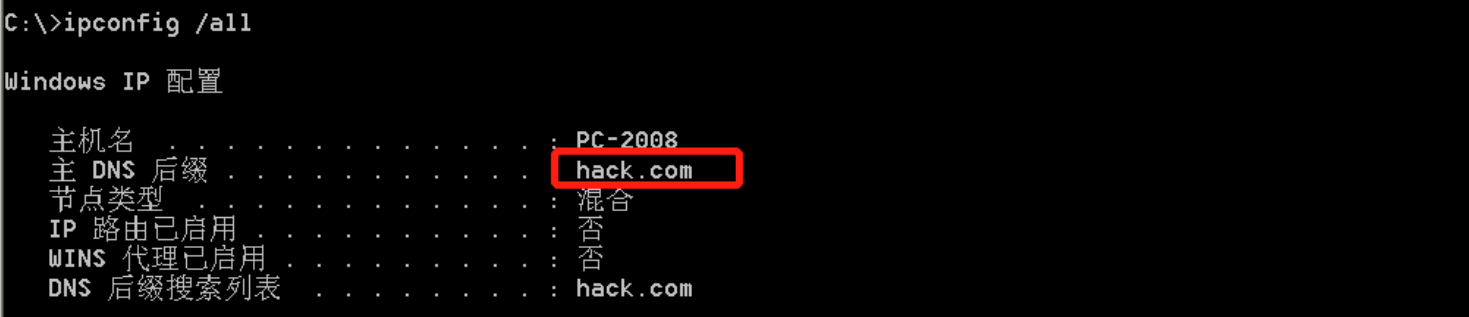 C:\>ipconfig /all
Windows IP 配置
主机名 . . . . . . . . . . . . . : PC-2008
主 DNS 后缀 . . . . . . . . . . . hack.com
节点类型 . . . . . . . . . . . . : 混合
IP 路由已启用 . . . . . . . . . . : 否
WINS 代理已启用 . . . . . . . . . : 否
DNS 后缀搜索列表 . . . . . . . . : hack.com